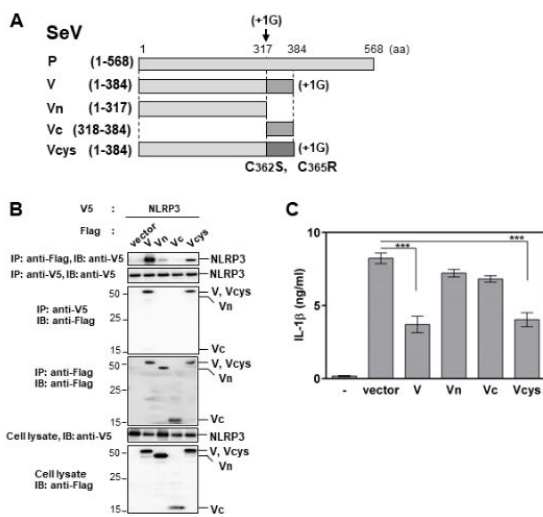 A
SeV
(+1G)
1 317 384 568 (aa)
P (1-568)
V (1-384) (+1G)
Vn (1-317)
Vc (318-384)
Vcys (1-384) (+1G)
C362S, C365R
B
V5 : NLRP3
Flag : vector V Vn Vc Vcys
IP: anti-Flag, IB: anti-V5 NLRP3
IP: anti-V5, IB: anti-V5 NLRP3
50 V, Vcys
Vn
IP: anti-V5
IB: anti-Flag
25
15 Vc
50 V, Vcys
Vn
IP: anti-Flag
IB: anti-Flag
25
15 Vc
Cell lysate, IB: anti-V5 NLRP3
50 V, Vcys
Vn
Cell lysate
IB: anti-Flag
25
15 Vc
C
IL-1β (ng/ml)
10
5
0
*** ***
- vector V Vn Vc Vcys